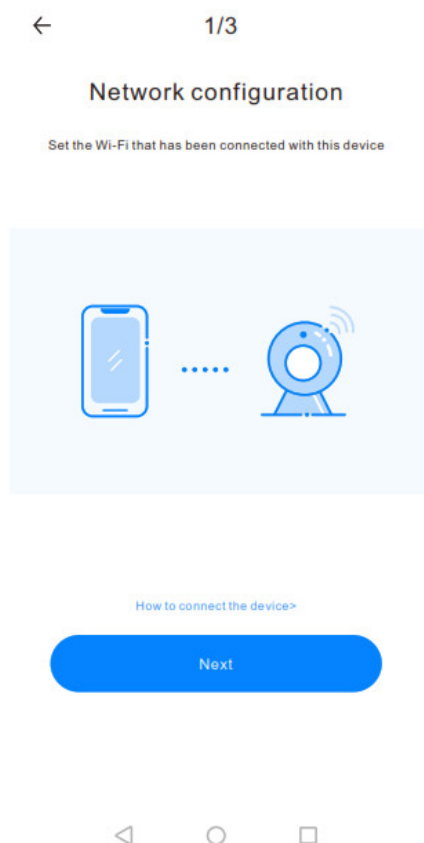 1/3
Network configuration
Set the Wi-Fi that has been connected with this device
How to connect the device>
Next